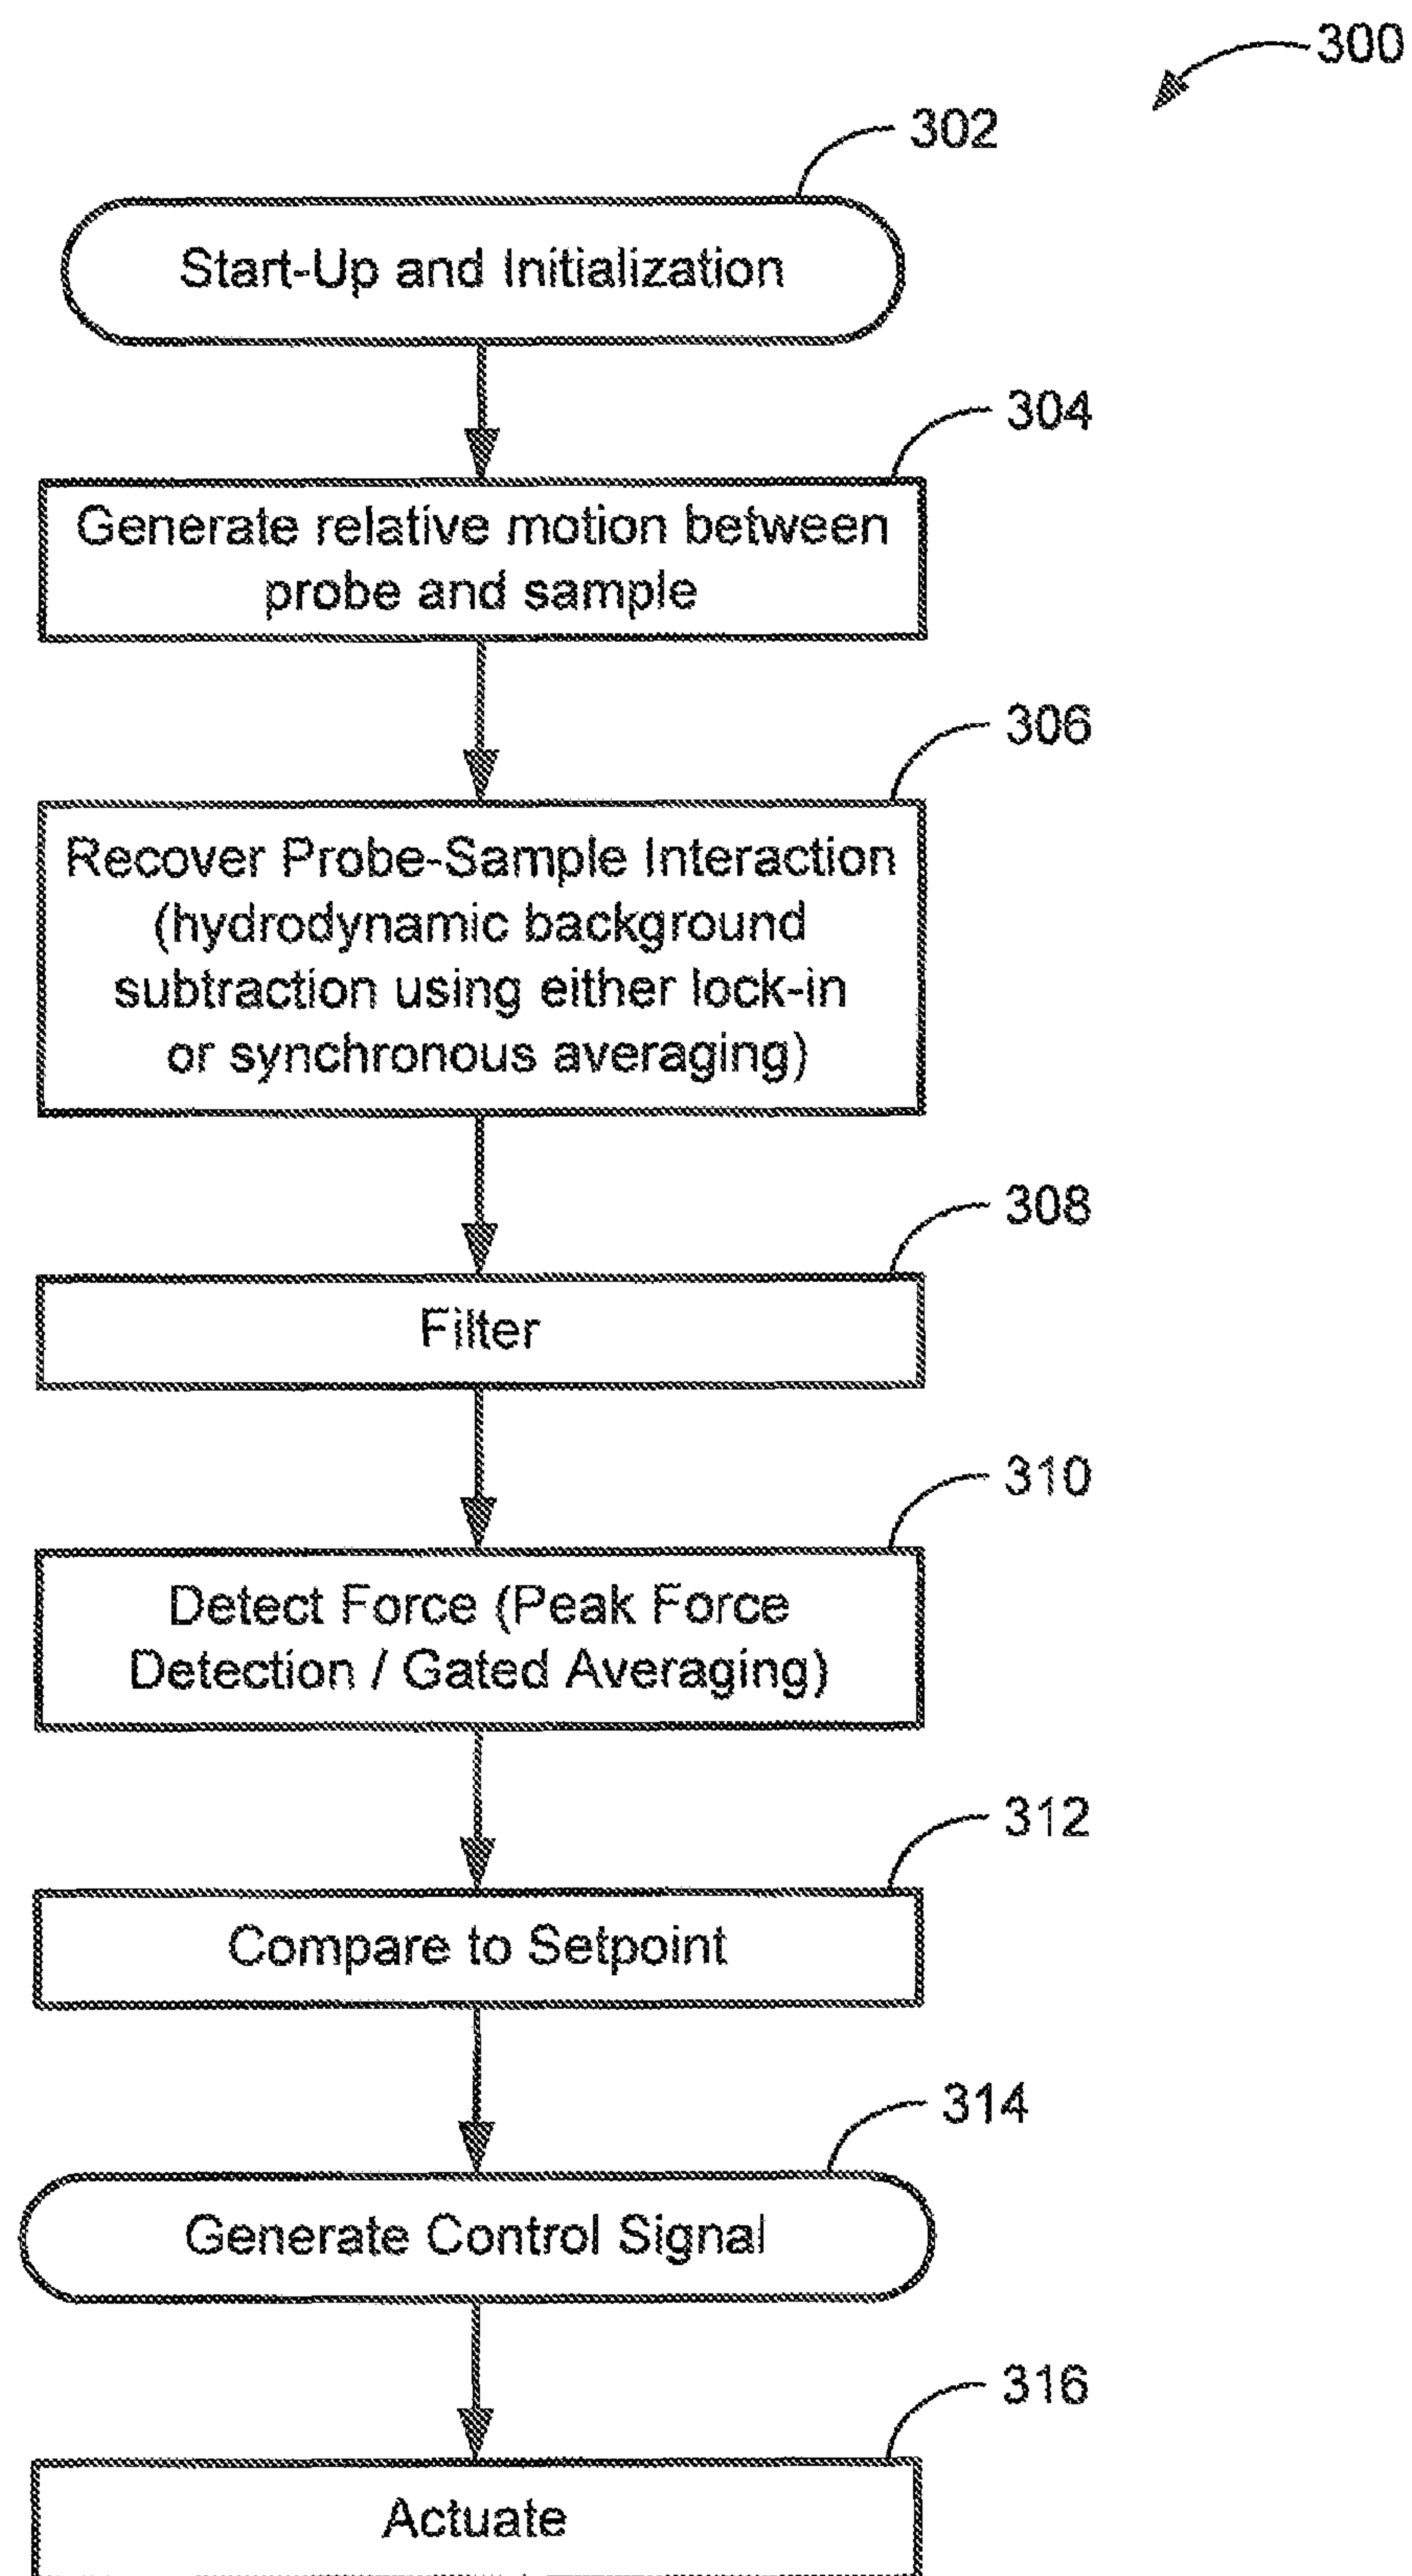 300
302
Start-Up and Initialization
304
Generate relative motion between
probe and sample
306
Recover Probe-Sample Interaction
(hydrodynamic background
subtraction using either lock-in
or synchronous averaging)
308
Filter
310
Detect Force (Peak Force
Detection / Gated Averaging)
312
Compare to Setpoint
314
Generate Control Signal
316
Actuate